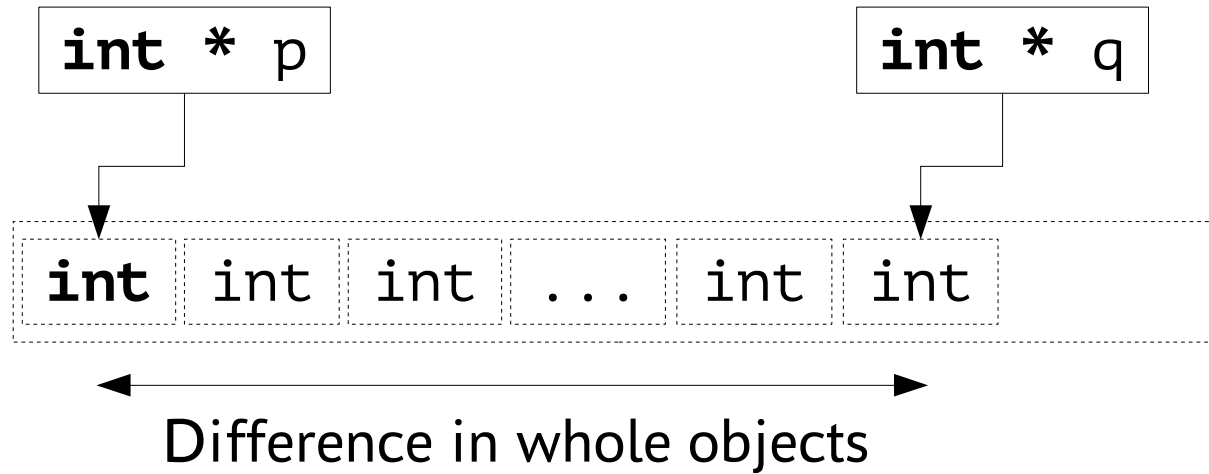 int * p int * q
int int int ... int int
Difference in whole objects